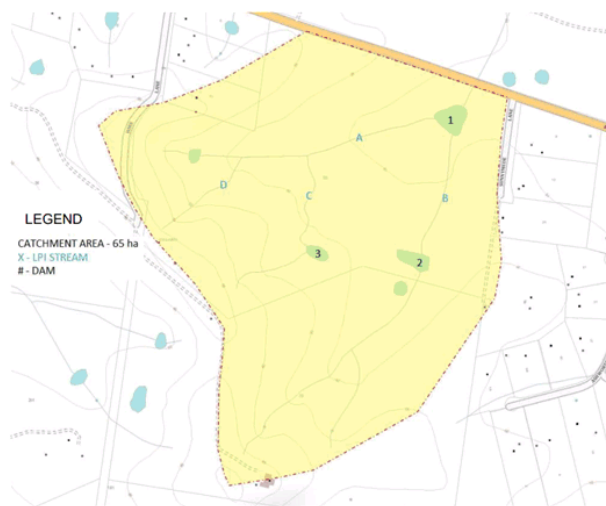 1
A
D
C
B
LEGEND
CATCHMENT AREA - 65 ha
X - LPI STREAM
# - DAM
3
2